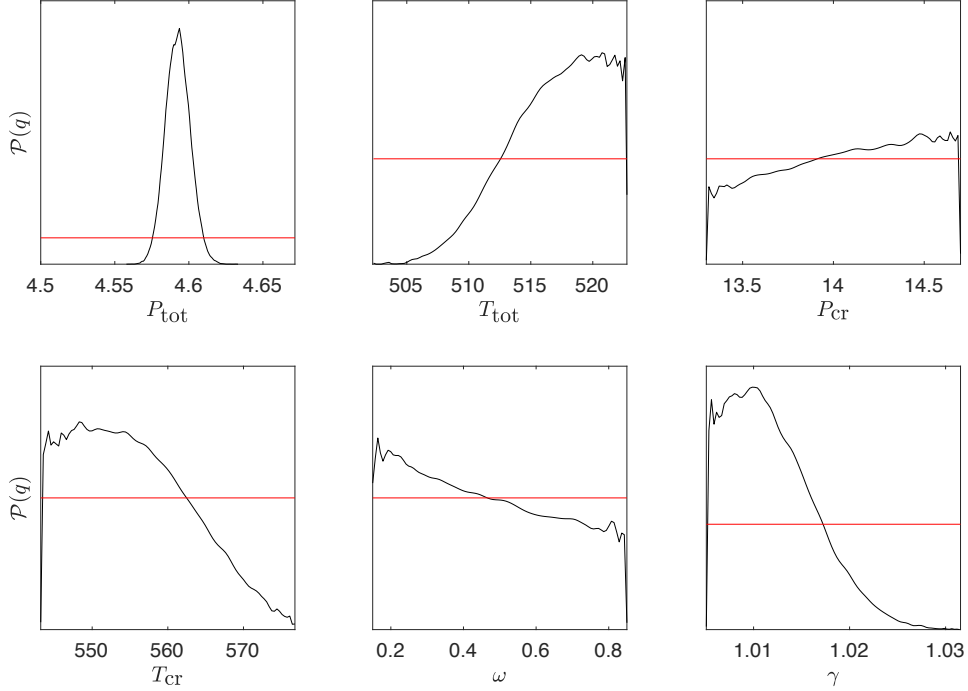 𝒫(q)
4.5 4.55 4.6 4.65
P_tot
505 510 515 520
T_tot
13.5 14 14.5
P_cr
𝒫(q)
550 560 570
T_cr
0.2 0.4 0.6 0.8
ω
1.01 1.02 1.03
γ